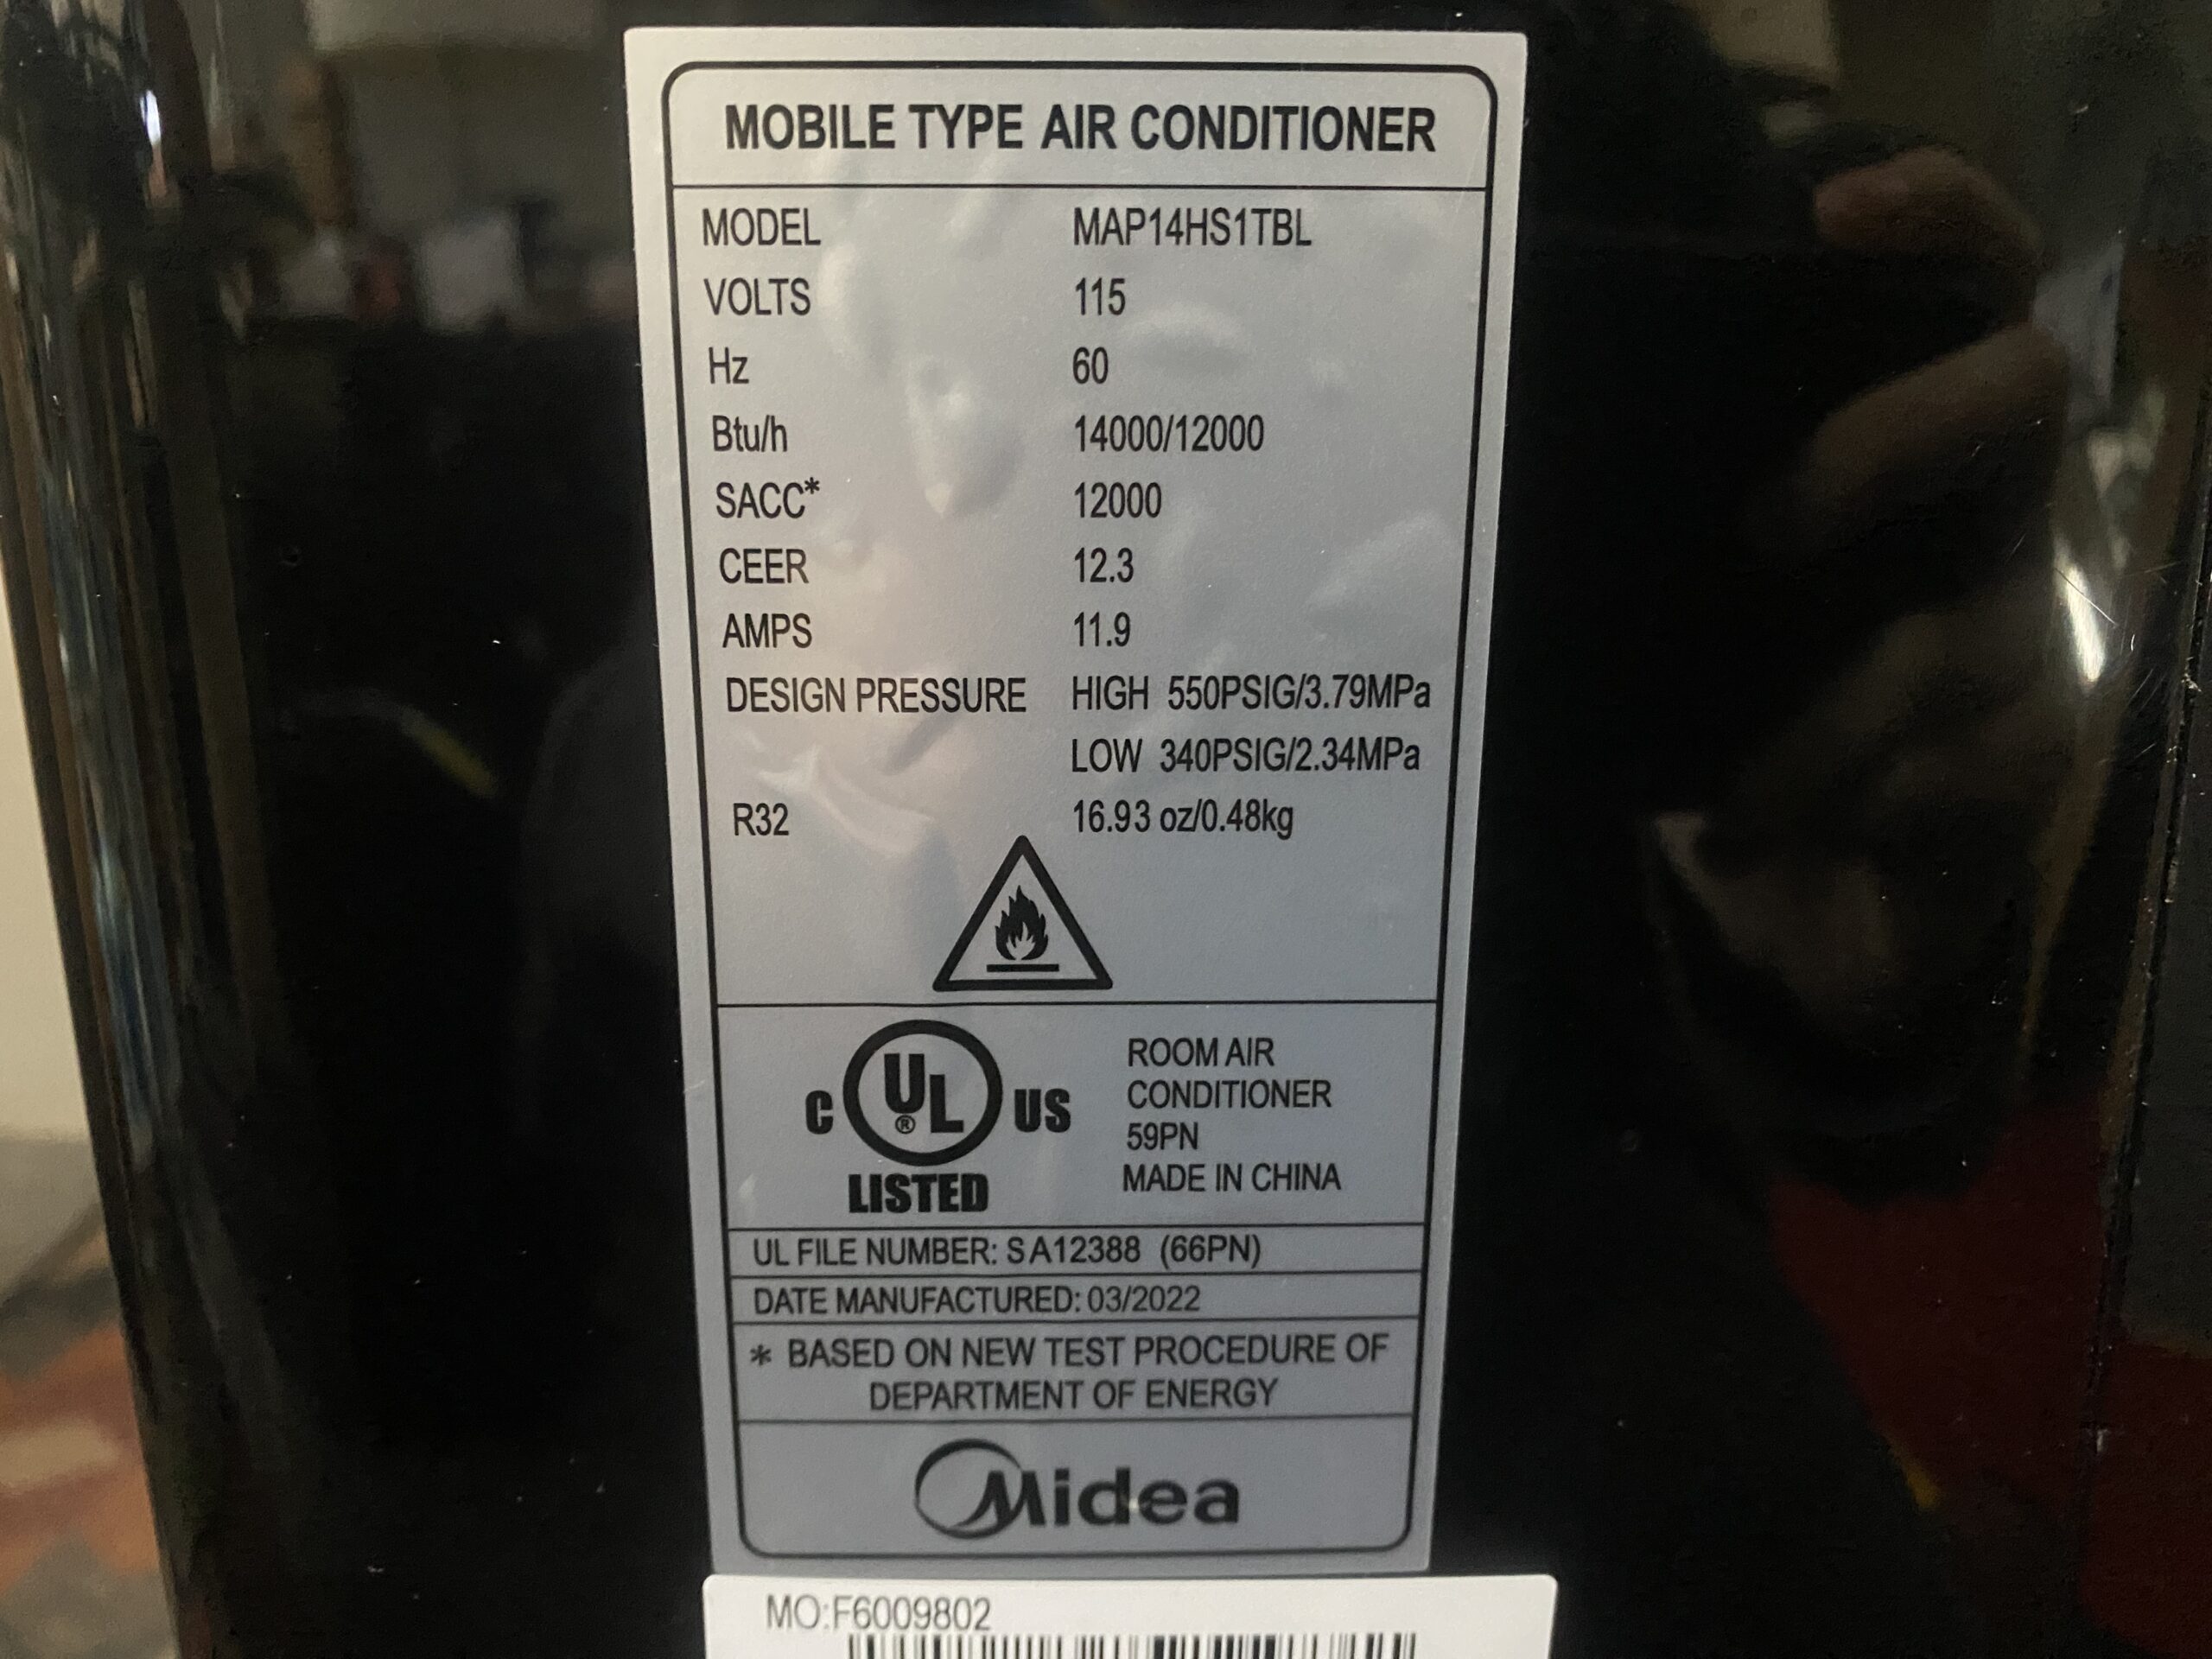 MOBILE TYPE AIR CONDITIONER
MODEL MAP14HS1TBL
VOLTS 115
Hz 60
Btu/h 14000/12000
SACC* 12000
CEER 12.3
AMPS 11.9
DESIGN PRESSURE HIGH 550PSIG/3.79MPa
LOW 340PSIG/2.34MPa
R32 16.93 oz/0.48kg
C UL® US
LISTED
ROOM AIR
CONDITIONER
59PN
MADE IN CHINA
UL FILE NUMBER: SA12388 (66PN)
DATE MANUFACTURED: 03/2022
* BASED ON NEW TEST PROCEDURE OF
DEPARTMENT OF ENERGY
Midea
MO:F6009802